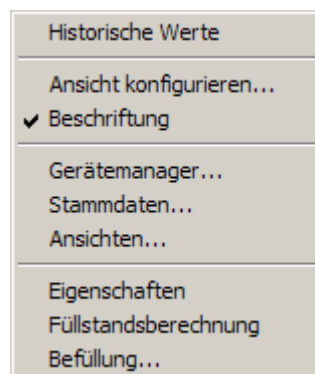 Historische Werte
Ansicht konfigurieren...
Beschriftung
Gerätemanager...
Stammdaten...
Ansichten...
Eigenschaften
Füllstandsberechnung
Befüllung...